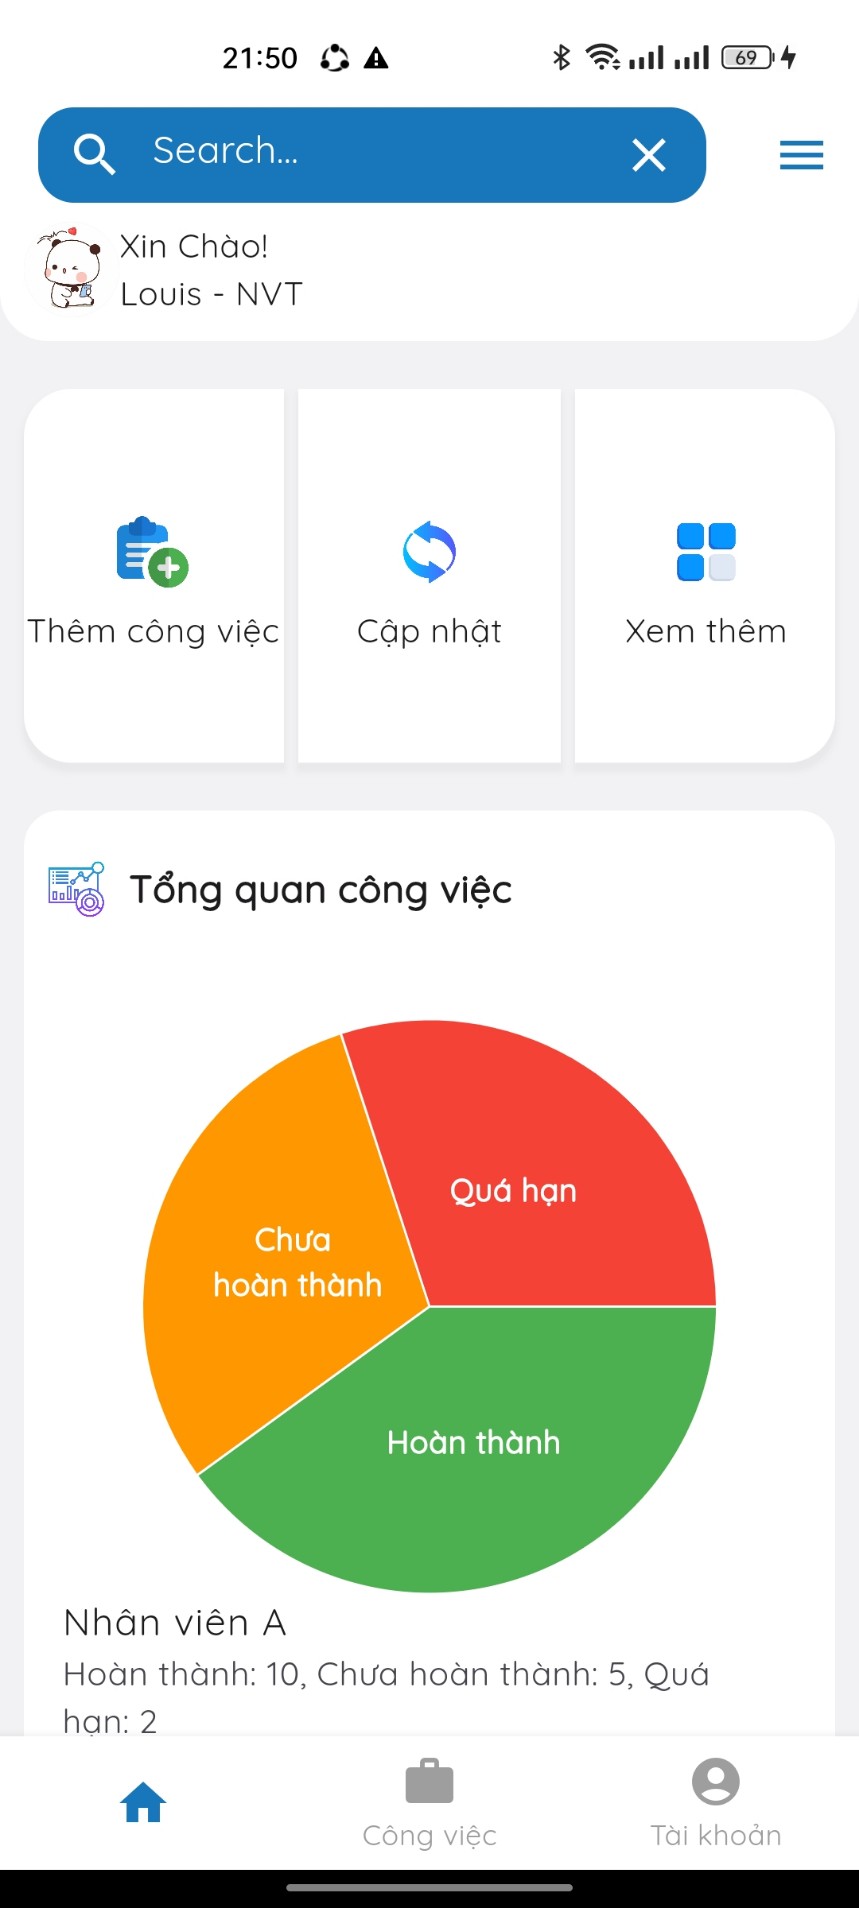 21:50
69
Search...
Xin Chào!
Louis - NVT
Thêm công việc
Cập nhật
Xem thêm
Tổng quan công việc
Quá hạn
Chưa
hoàn thành
Hoàn thành
Nhân viên A
Hoàn thành: 10, Chưa hoàn thành: 5, Quá
hạn: 2
Công việc
Tài khoản